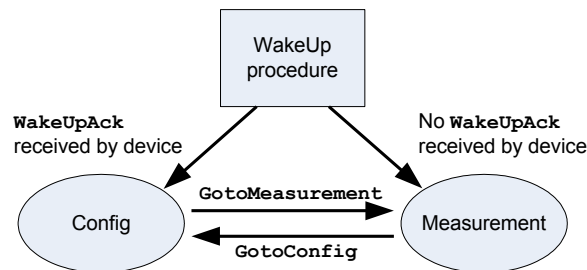 WakeUp
procedure
WakeUpAck
received by device
No WakeUpAck
received by device
Config
GotoMeasurement
GotoConfig
Measurement